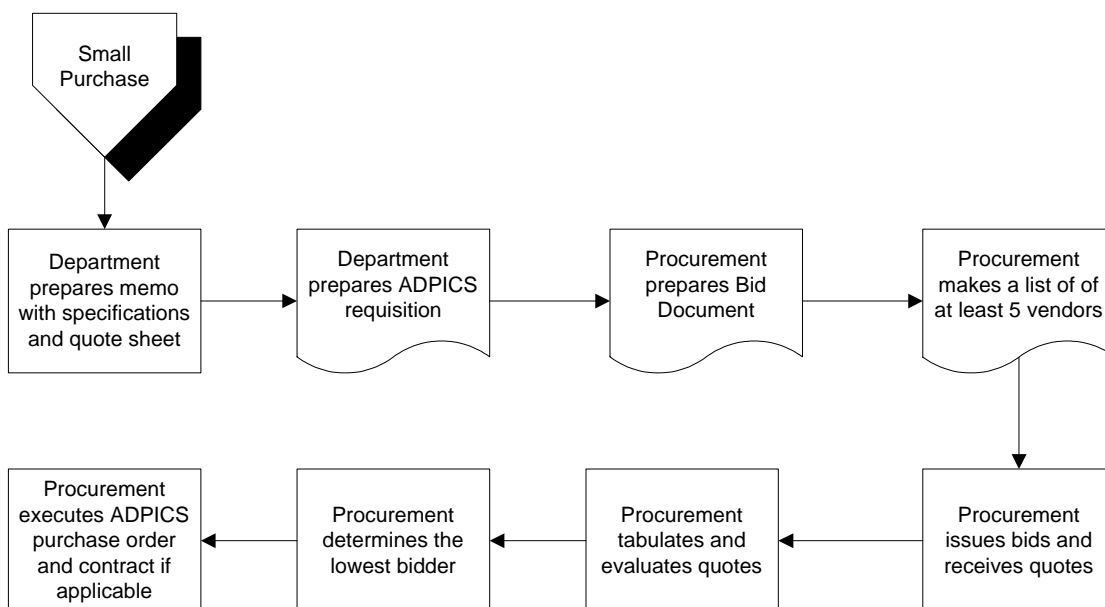 Small
Purchase
Department
prepares memo
with specifications
and quote sheet
Department
prepares ADPICS
requisition
Procurement
prepares Bid
Document
Procurement
makes a list of of
at least 5 vendors
Procurement
issues bids and
receives quotes
Procurement
tabulates and
evaluates quotes
Procurement
determines the
lowest bidder
Procurement
executes ADPICS
purchase order
and contract if
applicable